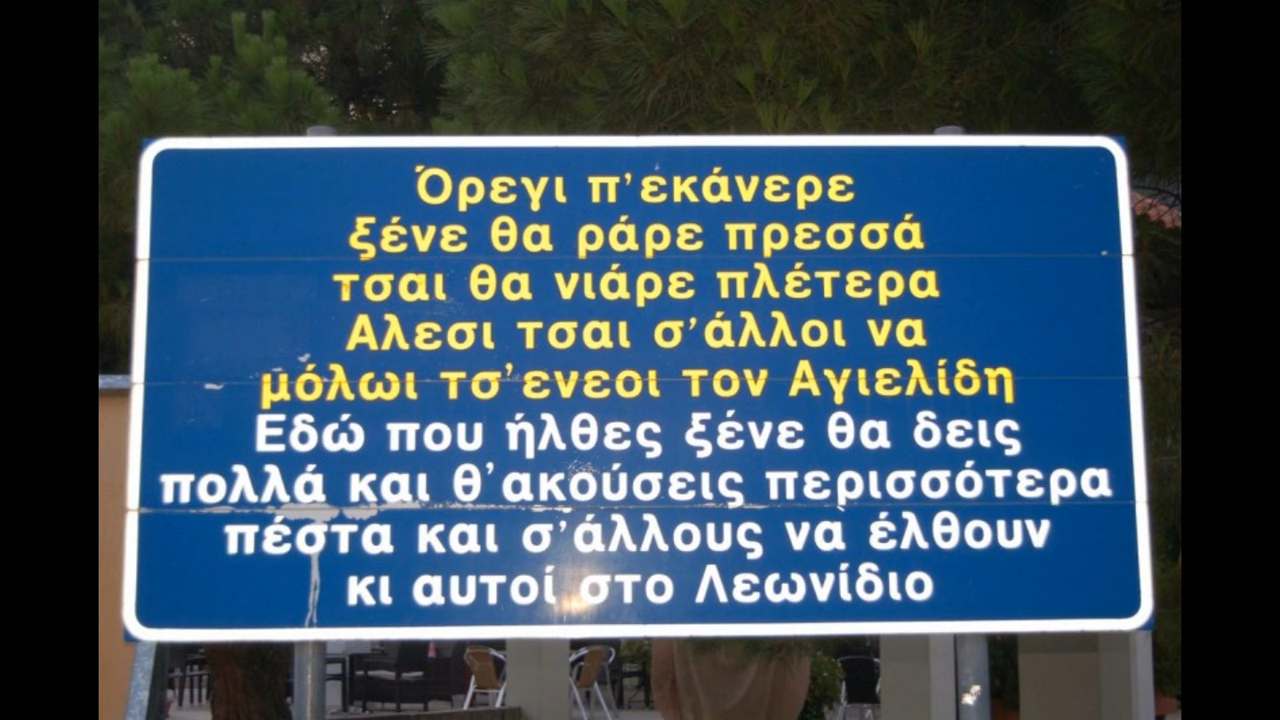 Όρεγι π'εκάνερε
ξένε θα ράρε πρεσσά
τσαι θα νιάρε πλέτερα
Αλεσι τσαι σ'άλλοι να
μόλωι τσ'ενεοι τον Αγιελίδη
Εδώ που ήλθες ξένε θα δεις
πολλά και θ'ακούσεις περισσότερα
πέστα και σ'άλλους να έλθουν
κι αυτοί στο Λεωνίδιο